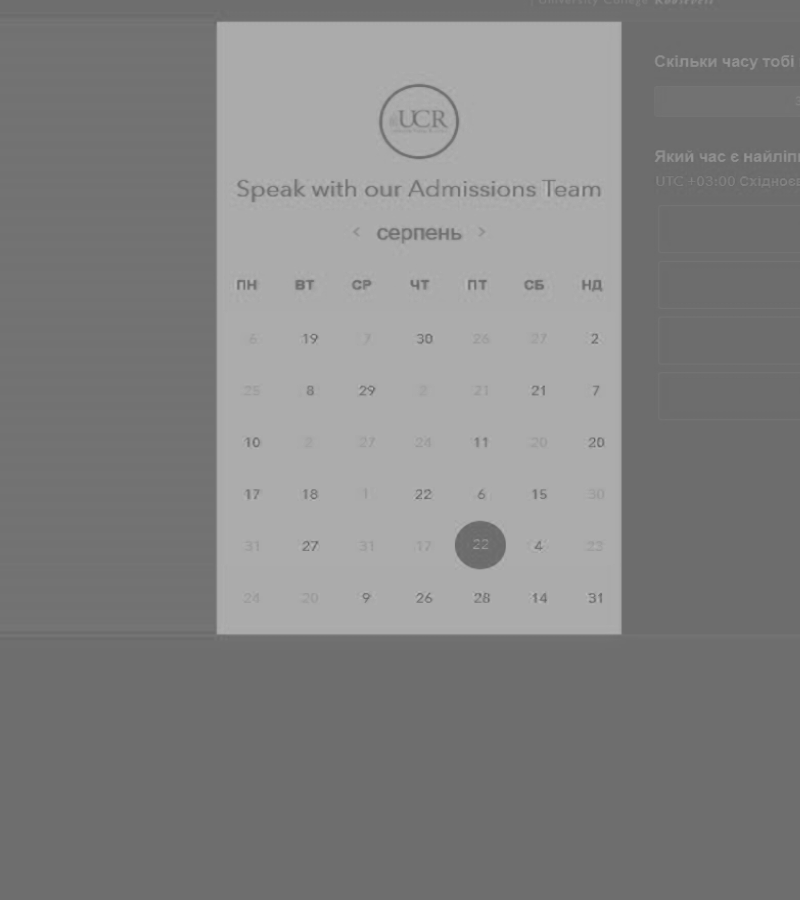 University College
UCR
Speak with our Admissions Team
< серпень >
ПН ВТ СР ЧТ ПТ СБ НД
6 19 7 30 26 27 2
25 8 29 2 21 21 7
10 2 27 24 11 20 20
17 18 1 22 6 15 30
31 27 31 17 22 4 23
24 20 9 26 28 14 31
Скільки часу тобі
Який час є найліп
UTC +03:00 Східноє